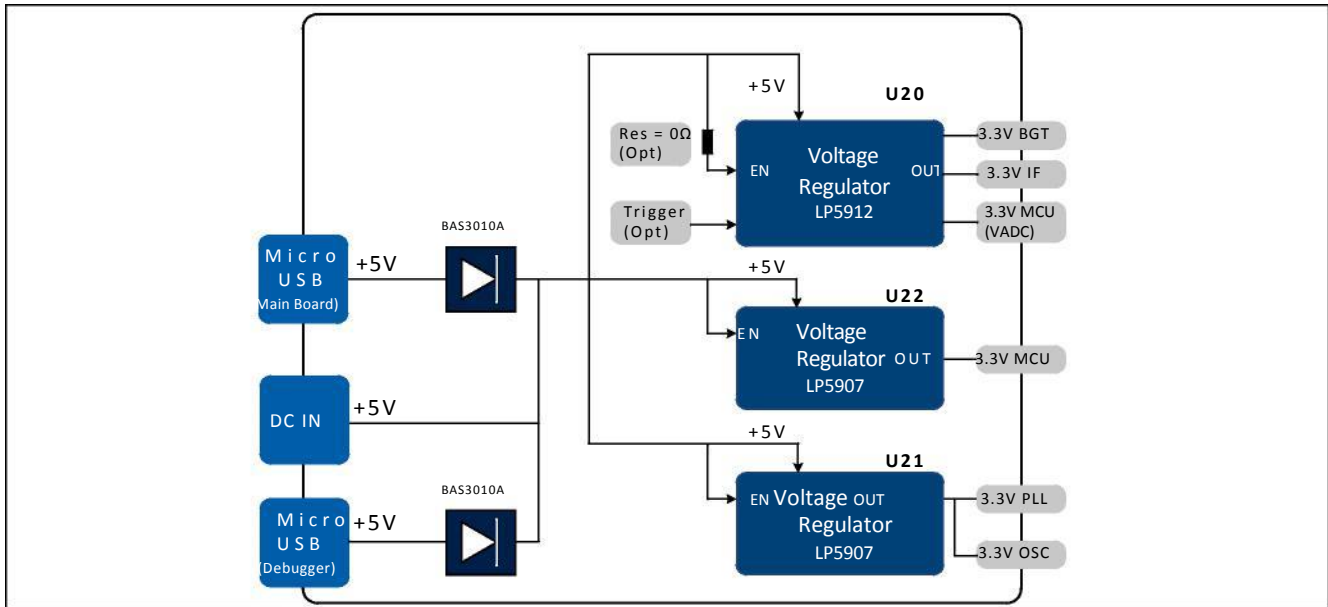 +5V
U20
Res = 0Ω
(Opt)
EN
Voltage
Regulator
LP5912
OUT
3.3V BGT
3.3V IF
3.3V MCU
(VADC)
Trigger
(Opt)
BAS3010A
Micro
USB
(Main Board)
+5V
+5V
U22
EN
Voltage
Regulator
LP5907
OUT
3.3V MCU
DC IN
+5V
+5V
U21
BAS3010A
Micro
USB
(Debugger)
+5V
EN Voltage OUT
Regulator
LP5907
3.3V PLL
3.3V OSC